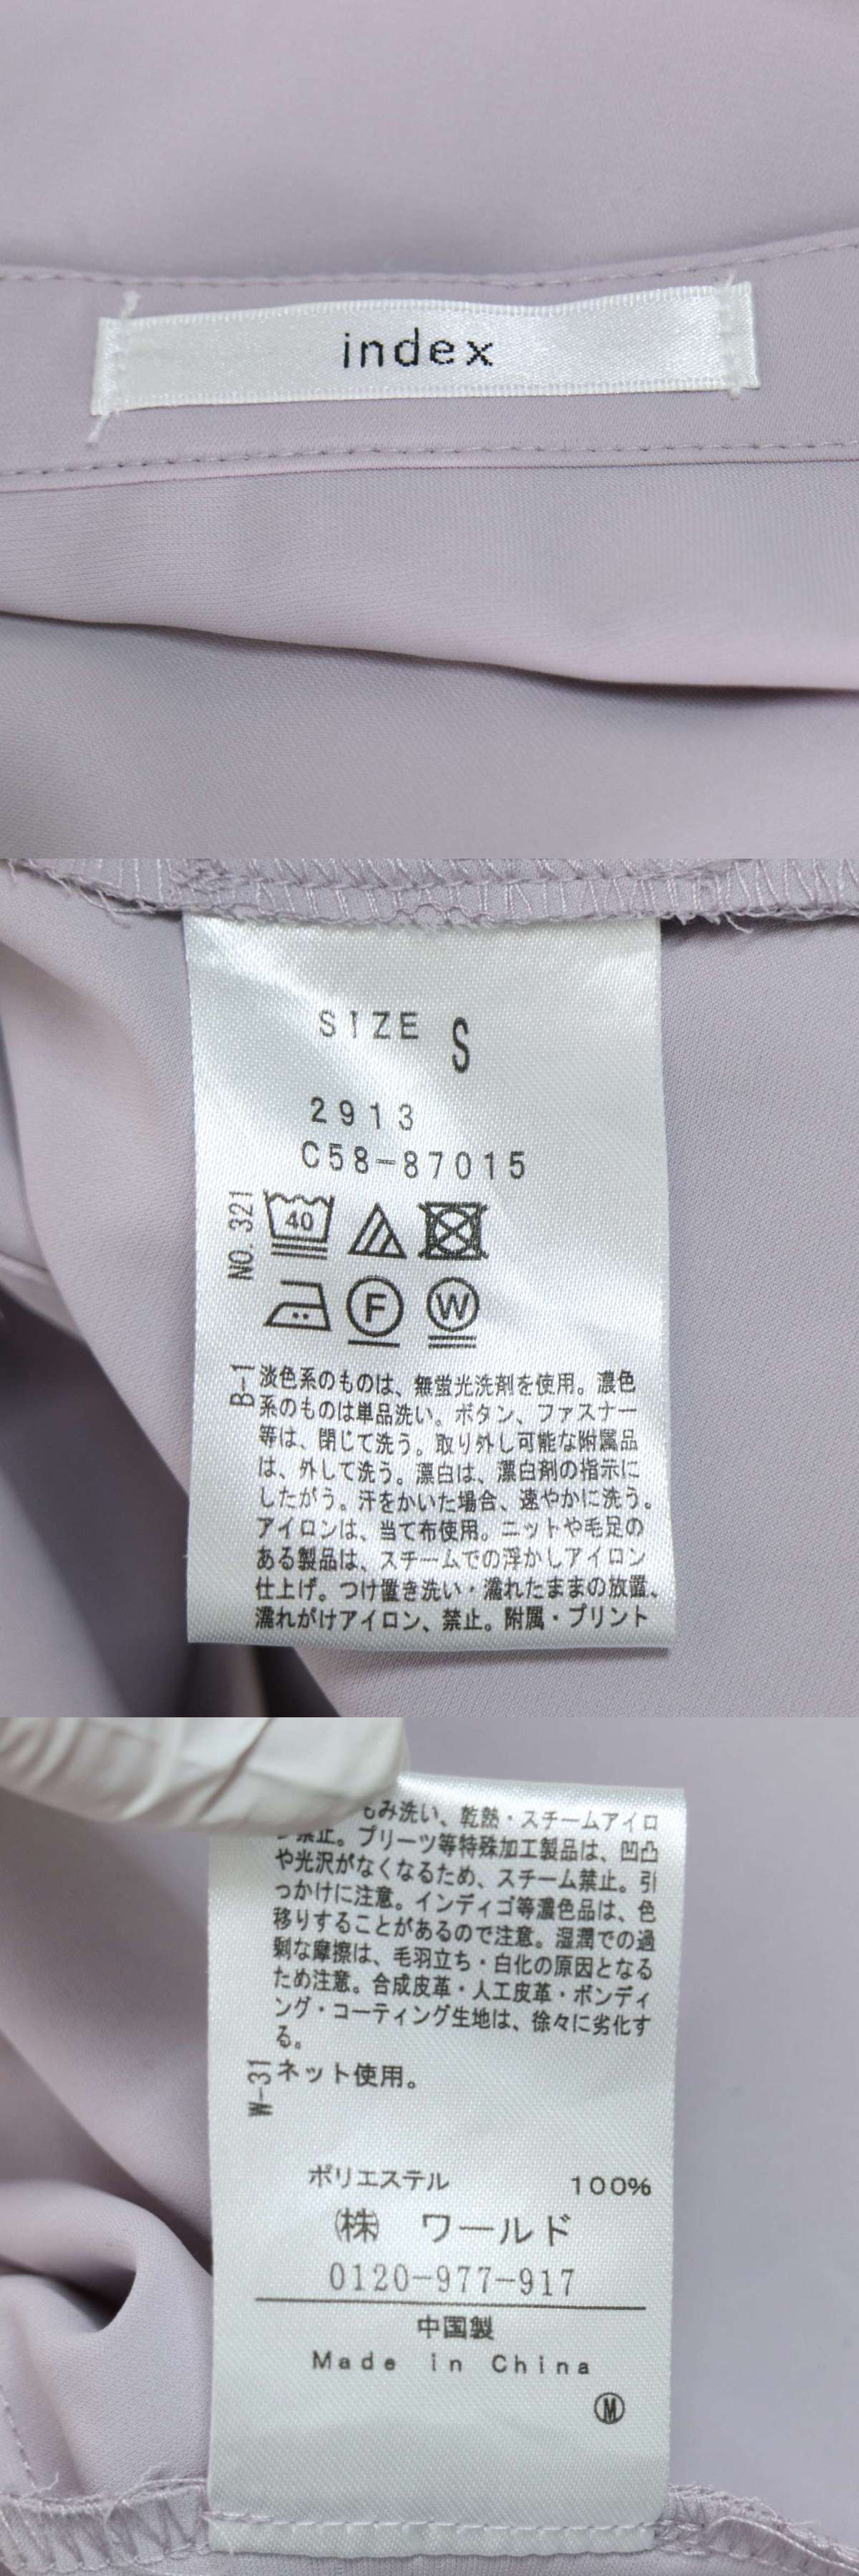 index
SIZE S
2913
C58-87015
NO.321
40
F W
B-1
淡色系のものは、無蛍光洗剤を使用。濃色
系のものは単品洗い。ボタン、ファスナー
等は、閉じて洗う。取り外し可能な附属品
は、外して洗う。漂白は、漂白剤の指示に
したがう。汗をかいた場合、速やかに洗う。
アイロンは、当て布使用。ニットや毛足の
ある製品は、スチームでの浮かしアイロン
仕上げ。つけ置き洗い・濡れたままの放置、
濡れがけアイロン、禁止。附属・プリント
もみ洗い、乾熱・スチームアイロ
ン禁止。プリーツ等特殊加工製品は、凹凸
や光沢がなくなるため、スチーム禁止。引
っかけに注意。インディゴ等濃色品は、色
移りすることがあるので注意。湿潤での過
剰な摩擦は、毛羽立ち・白化の原因となる
ため注意。合成皮革・人工皮革・ボンディ
ング・コーティング生地は、徐々に劣化す
る。
W-31
ネット使用。
ポリエステル 100%
㈱ ワールド
0120-977-917
中国製
Made in China
Ⓜ